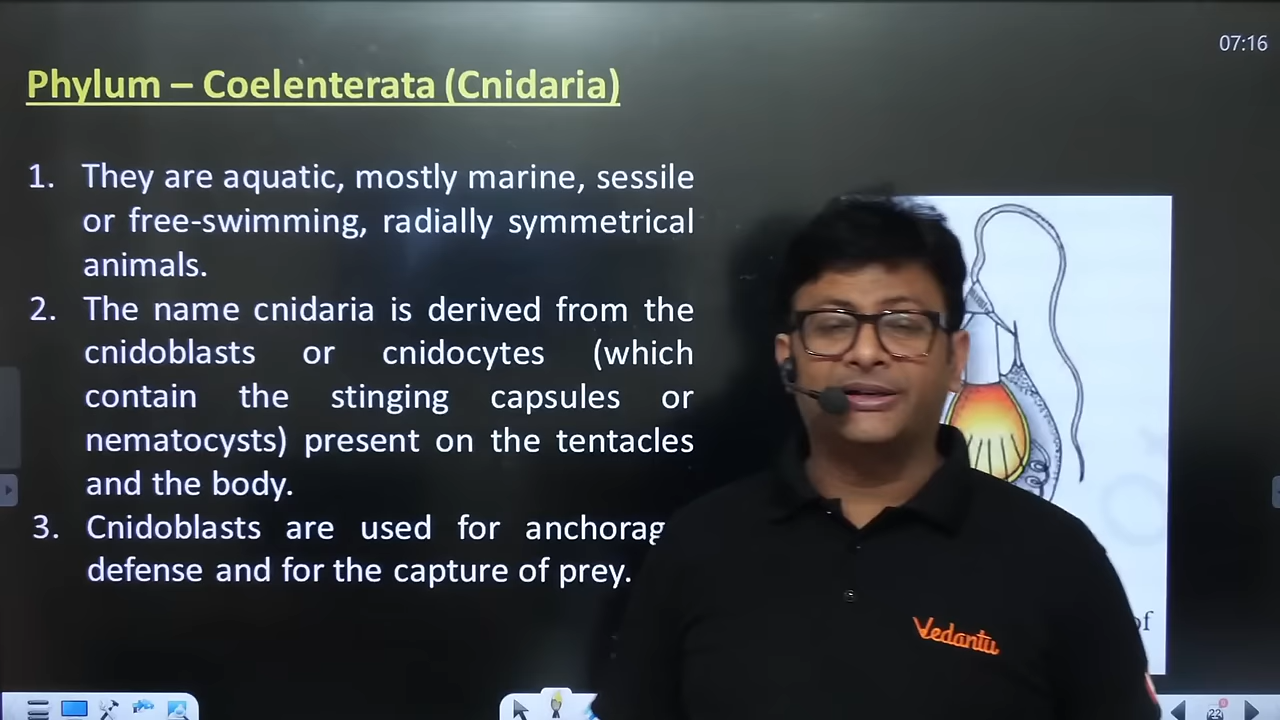 07:16
Phylum – Coelenterata (Cnidaria)
1. They are aquatic, mostly marine, sessile
or free-swimming, radially symmetrical
animals.
2. The name cnidaria is derived from the
cnidoblasts or cnidocytes (which
contain the stinging capsules or
nematocysts) present on the tentacles
and the body.
3. Cnidoblasts are used for anchorag
defense and for the capture of prey.
Vedantu
of
22